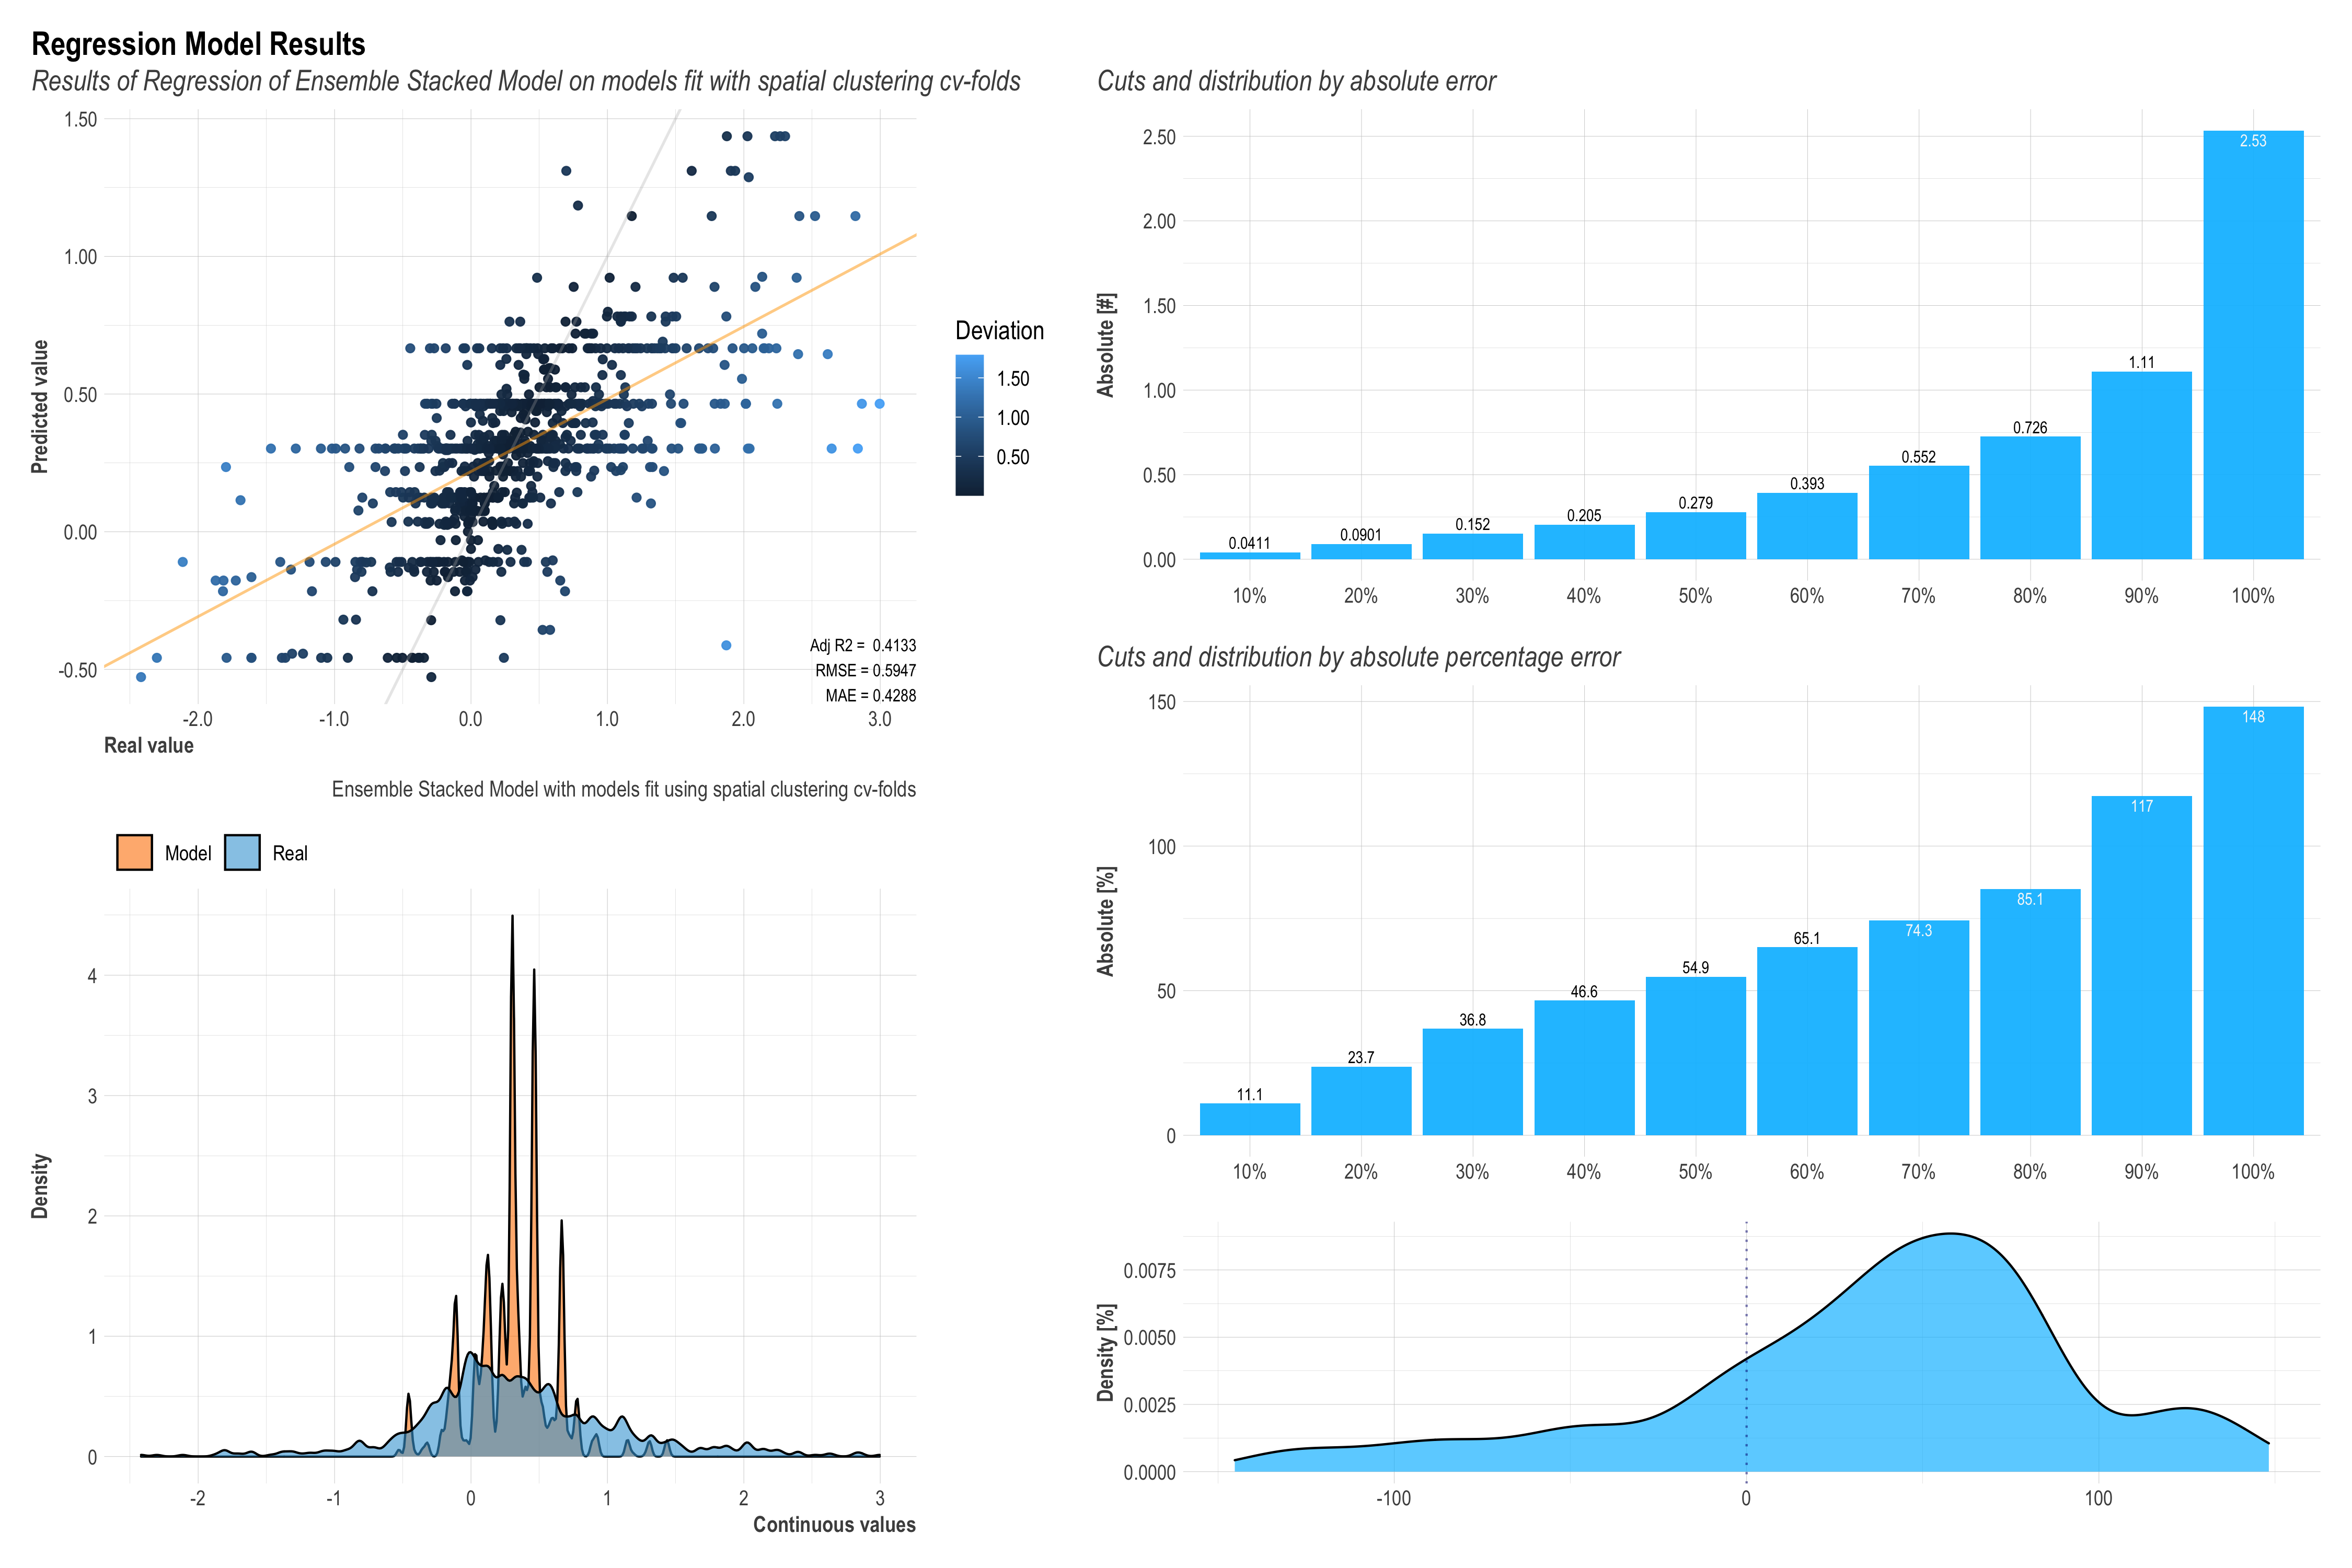 Regression Model Results
Results of Regression of Ensemble Stacked Model on models fit with spatial clustering cv-folds
1.50
1.00
0.50
0.00
-0.50
Predicted value
-2.0 -1.0 0.0 1.0 2.0 3.0
Real value
Adj R2 = 0.4133
RMSE = 0.5947
MAE = 0.4288
Deviation
1.50
1.00
0.50
Ensemble Stacked Model with models fit using spatial clustering cv-folds
Model Real
4
3
2
1
0
Density
-2 -1 0 1 2 3
Continuous values
Cuts and distribution by absolute error
2.50
2.00
1.50
1.00
0.50
0.00
Absolute [#]
0.0411 0.0901 0.152 0.205 0.279 0.393 0.552 0.726 1.11 2.53
10% 20% 30% 40% 50% 60% 70% 80% 90% 100%
Cuts and distribution by absolute percentage error
150
100
50
0
Absolute [%]
11.1 23.7 36.8 46.6 54.9 65.1 74.3 85.1 117 148
10% 20% 30% 40% 50% 60% 70% 80% 90% 100%
0.0075
0.0050
0.0025
0.0000
Density [%]
-100 0 100